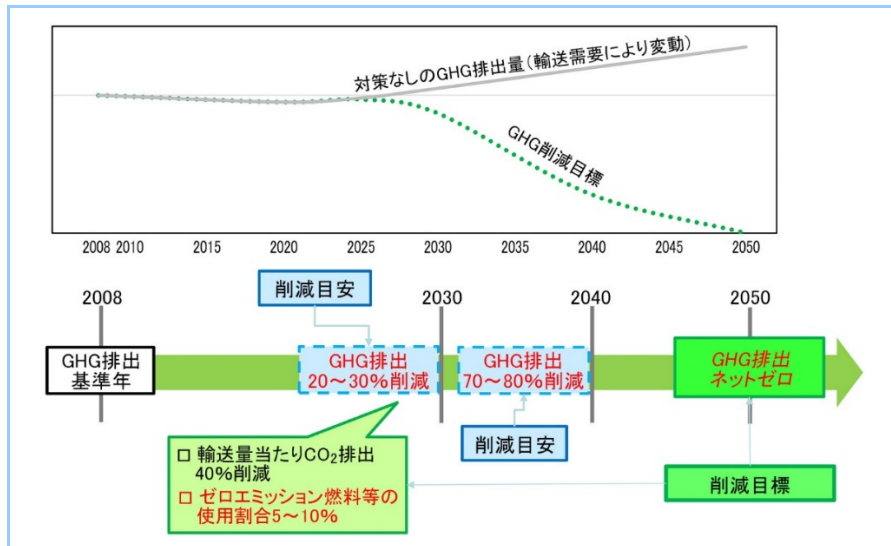 対策なしのGHG排出量(輸送需要により変動)
GHG削減目標
2008 2010 2015 2020 2025 2030 2035 2040 2045 2050
削減目安
2008 2030 2040 2050
GHG排出
基準年
GHG排出
20～30%削減
GHG排出
70～80%削減
GHG排出
ネットゼロ
削減目安
□ 輸送量当たりCO₂排出
40%削減
□ ゼロエミッション燃料等の
使用割合5～10%
削減目標